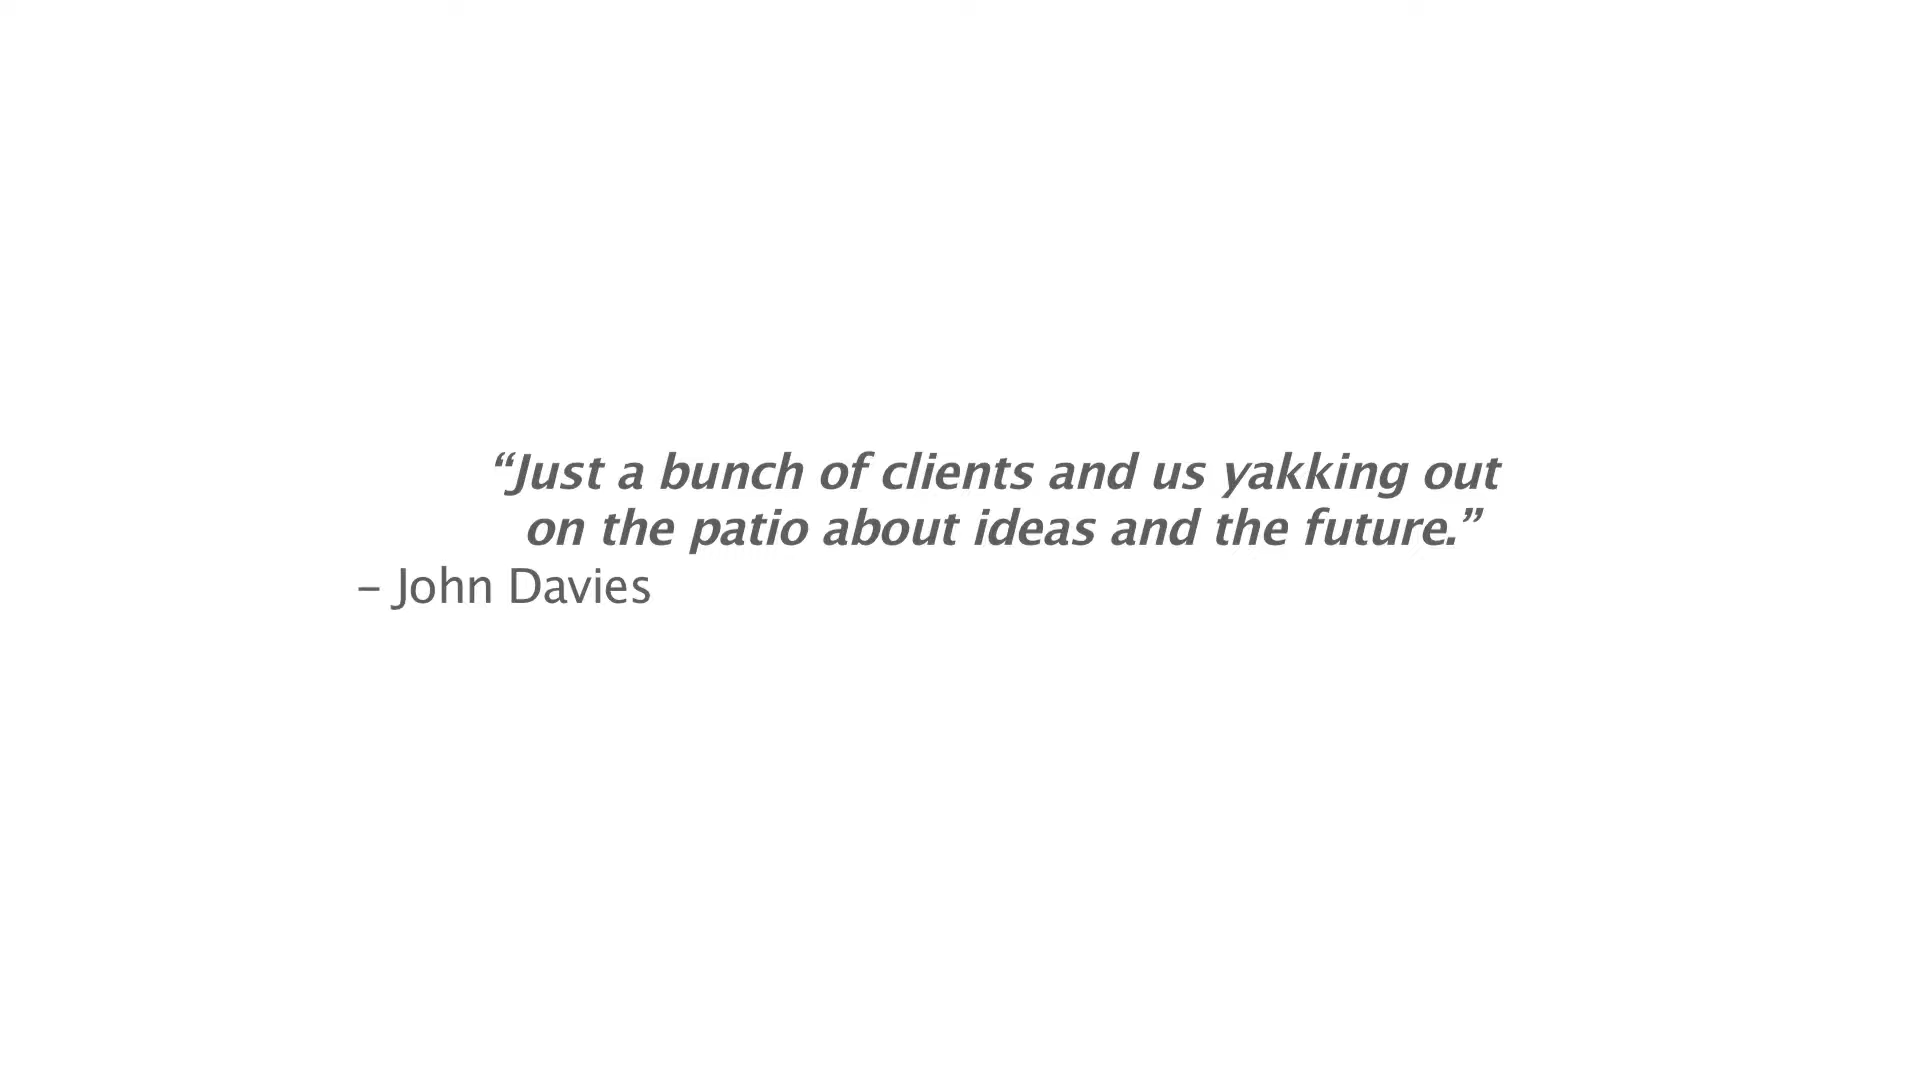 “Just a bunch of clients and us yakking out
on the patio about ideas and the future.”
– John Davies